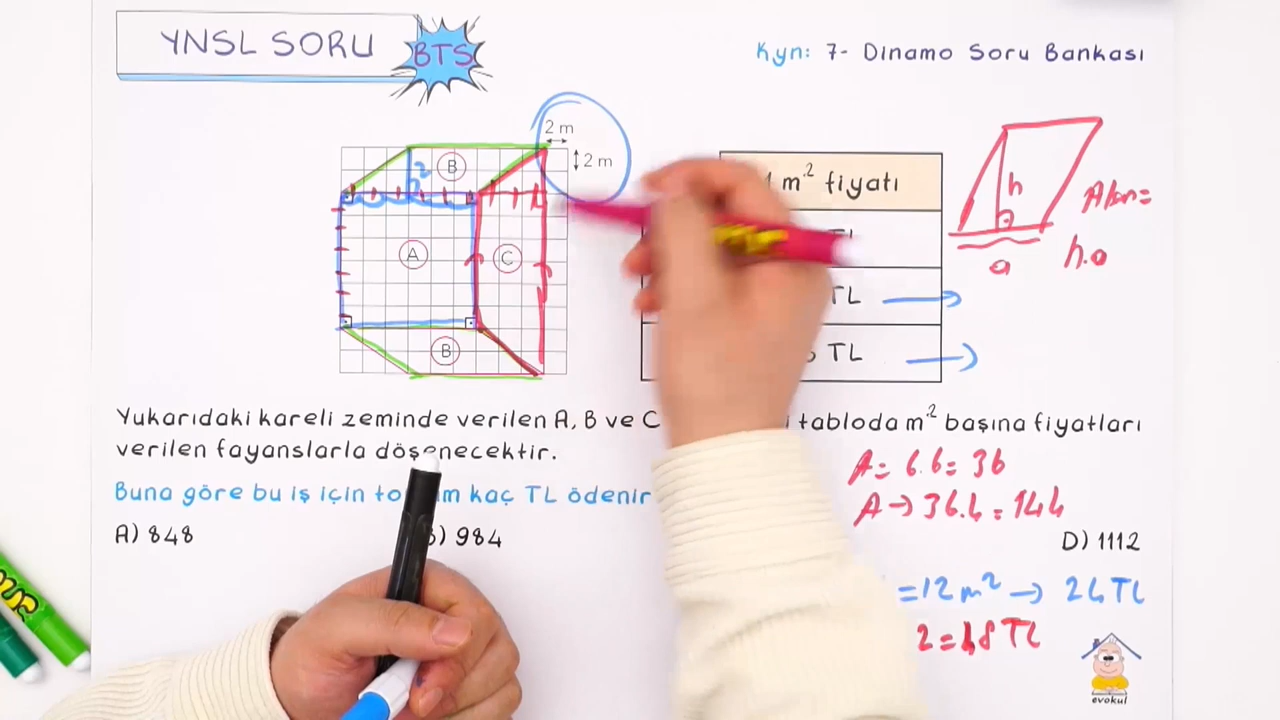 YNSL SORU
BTS
Kyn: 7- Dinamo Soru Bankası
2 m
2 m
B
2
A
C
B
m² fiyatı
TL
TL
TL
h
a
Alan=
h.a
Yukarıdaki kareli zeminde verilen A, B ve C tabloda m² başına fiyatları
verilen fayanslarla döşenecektir.
Buna göre bu iş için kaç TL ödenir
A= 6.6= 36
A→ 36.4= 144
A) 848
B) 984
D) 1112
=12 m² → 24 TL
2=48 TL
evokul